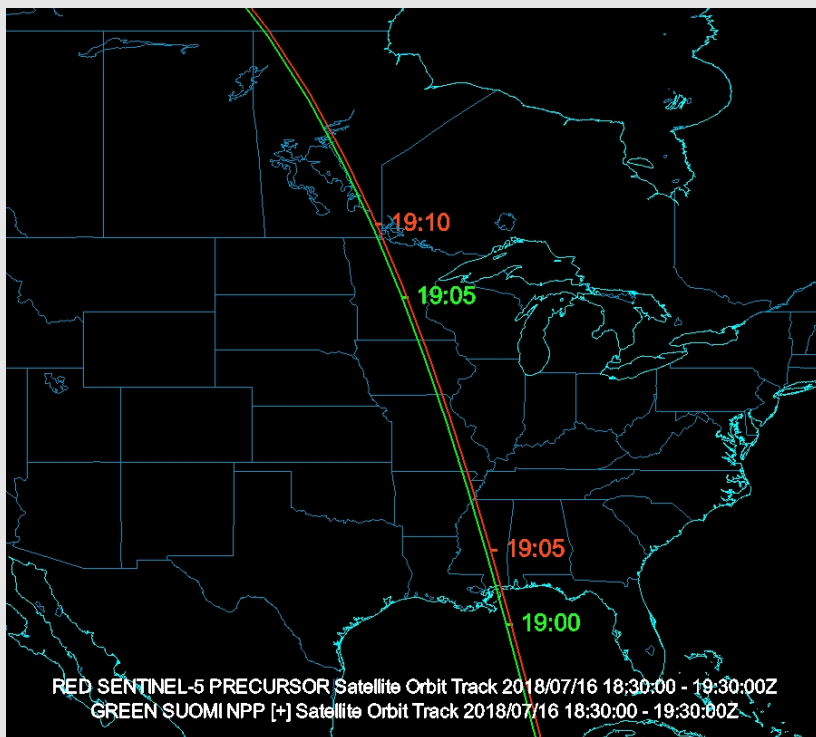 19:10
19:05
19:05
19:00
RED SENTINEL-5 PRECURSOR Satellite Orbit Track 2018/07/16 18:30:00 - 19:30:00Z
GREEN SUOMI NPP [+] Satellite Orbit Track 2018/07/16 18:30:00 - 19:30:00Z